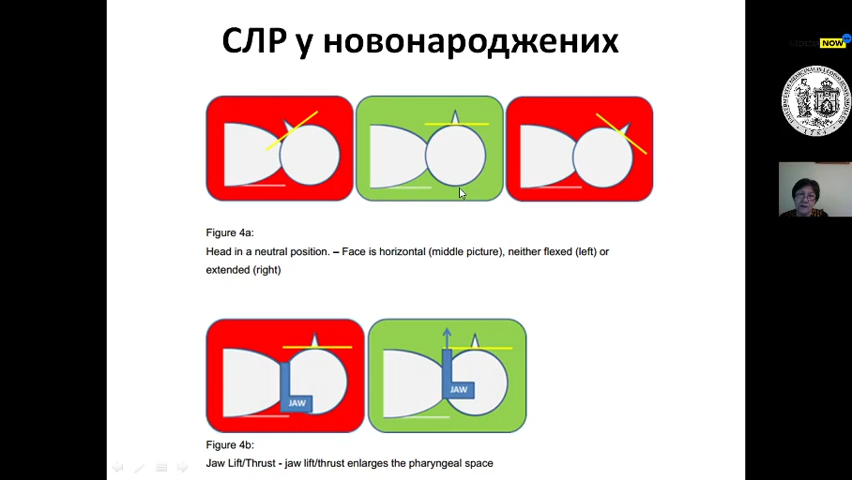 СЛР у новонароджених
NOW
1784
Figure 4a:
Head in a neutral position. – Face is horizontal (middle picture), neither flexed (left) or
extended (right)
JAW
JAW
Figure 4b:
Jaw Lift/Thrust - jaw lift/thrust enlarges the pharyngeal space